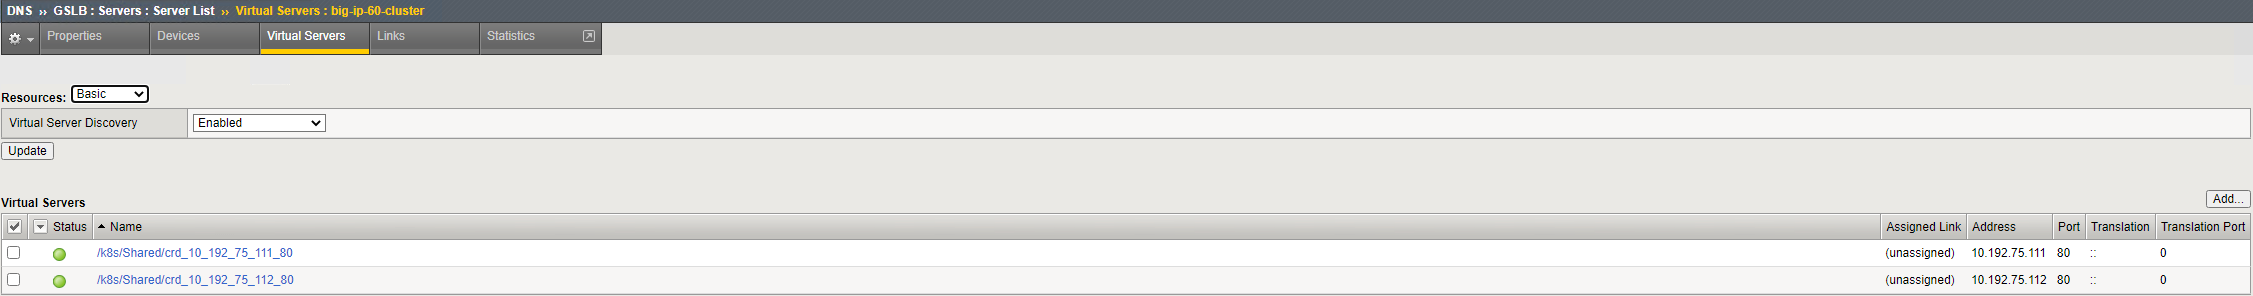 DNS ›› GSLB : Servers : Server List ›› Virtual Servers : big-ip-60-cluster
Properties Devices Virtual Servers Links Statistics
Resources: Basic
Virtual Server Discovery Enabled
Update
Virtual Servers Add...
Status Name Assigned Link Address Port Translation Translation Port
/k8s/Shared/crd_10_192_75_111_80 (unassigned) 10.192.75.111 80 :: 0
/k8s/Shared/crd_10_192_75_112_80 (unassigned) 10.192.75.112 80 :: 0